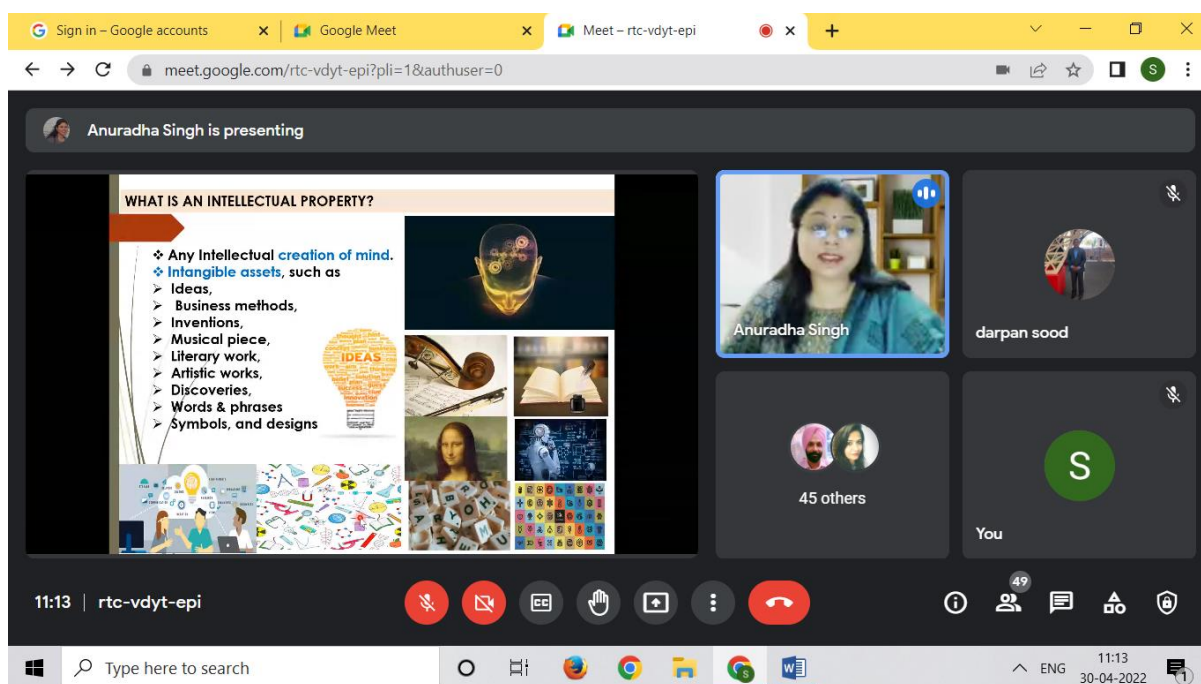 Sign in – Google accounts
Google Meet
Meet – rtc-vdyt-epi
meet.google.com/rtc-vdyt-epi?pli=1&authuser=0
S
Anuradha Singh is presenting
WHAT IS AN INTELLECTUAL PROPERTY?
Any Intellectual creation of mind.
Intangible assets, such as
Ideas,
Business methods,
Inventions,
Musical piece,
Literary work,
Artistic works,
Discoveries,
Words & phrases
Symbols, and designs
IDEAS
Anuradha Singh
darpan sood
45 others
S
You
11:13 | rtc-vdyt-epi
CC
49
Type here to search
ENG
11:13
30-04-2022
1